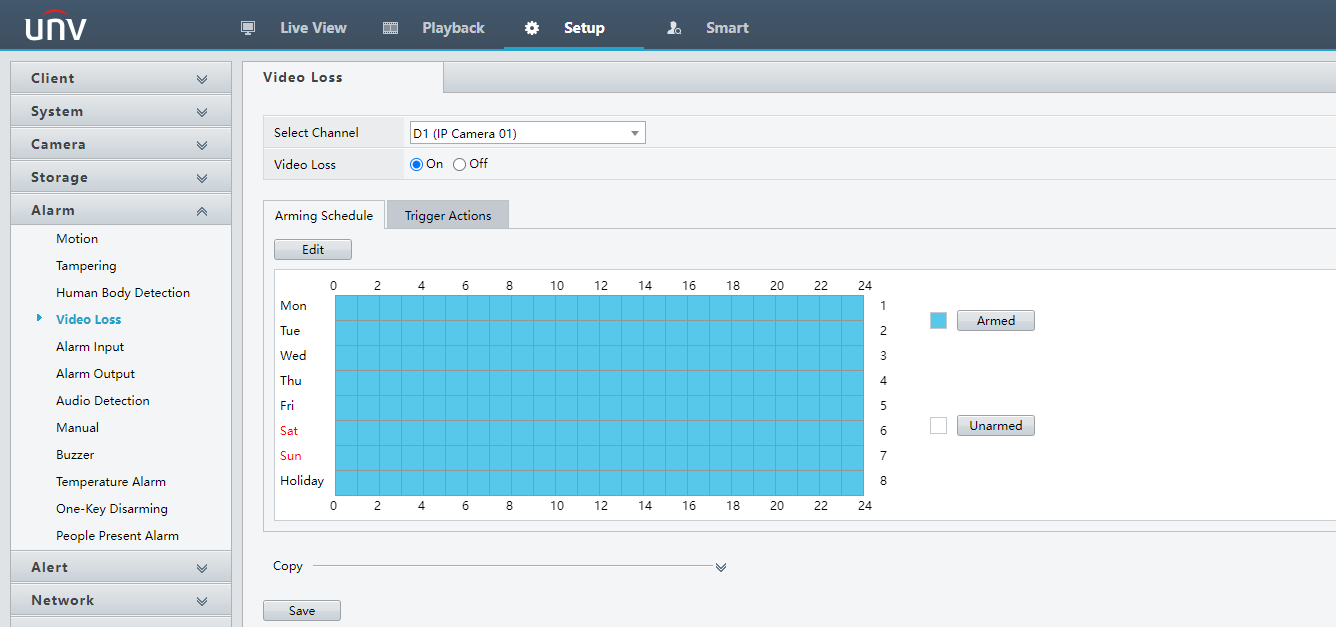 unv
Live View Playback Setup Smart
Client
System
Camera
Storage
Alarm
Motion
Tampering
Human Body Detection
Video Loss
Alarm Input
Alarm Output
Audio Detection
Manual
Buzzer
Temperature Alarm
One-Key Disarming
People Present Alarm
Alert
Network
Video Loss
Select Channel D1 (IP Camera 01)
Video Loss On Off
Arming Schedule Trigger Actions
Edit
0 2 4 6 8 10 12 14 16 18 20 22 24
Mon 1
Tue 2
Wed 3
Thu 4
Fri 5
Sat 6
Sun 7
Holiday 8
0 2 4 6 8 10 12 14 16 18 20 22 24
Armed
Unarmed
Copy
Save